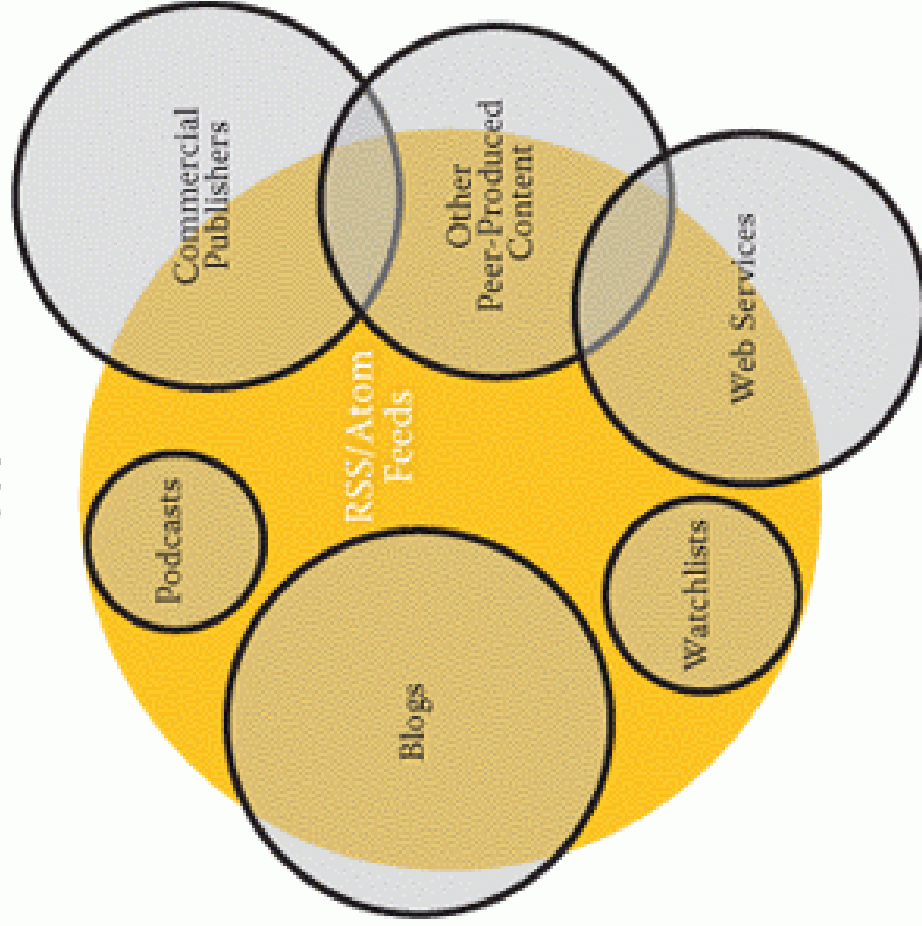 Commercial
Publishers
Other
Peer-Produced
Content
Web Services
RSS/Atom
Feeds
Podcasts
Watchlists
Blogs